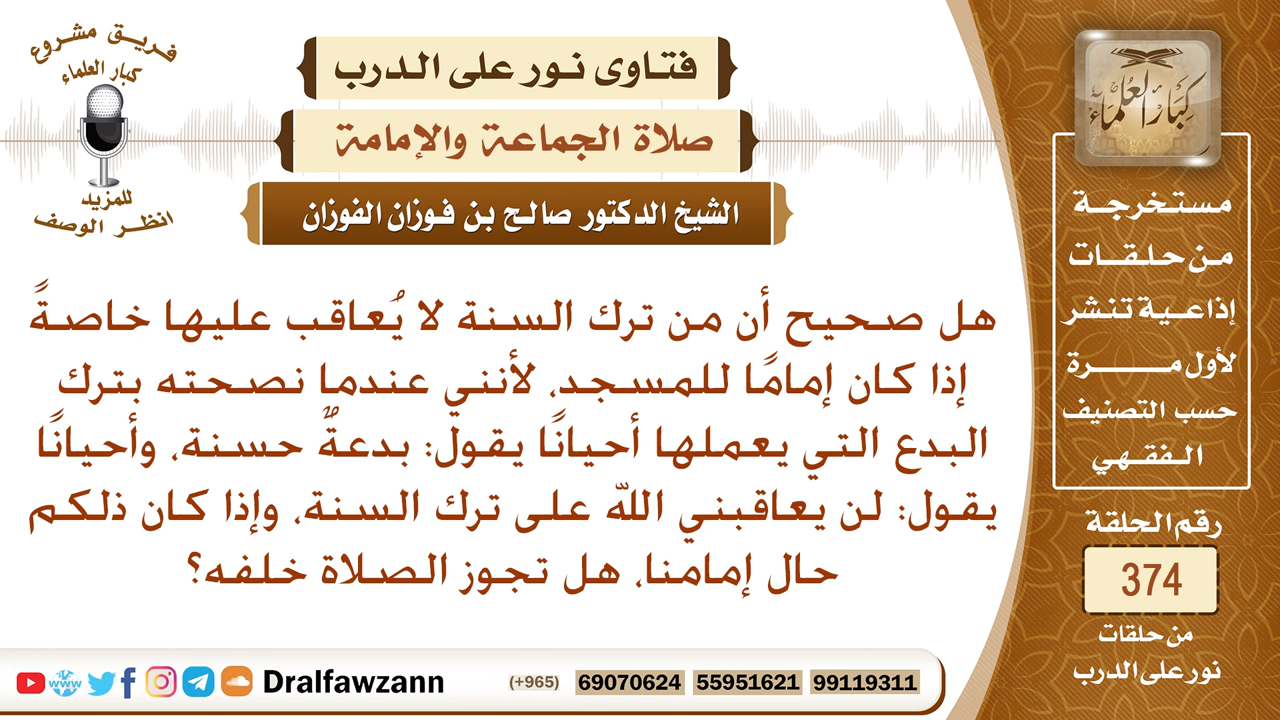 فريق مشروع
كبار العلماء
للمزيد
انظر الوصف
فتاوى نور على الدرب
صلاة الجماعة والإمامة
الشيخ الدكتور صالح بن فوزان الفوزان
هل صحيح أن من ترك السنة لا يُعاقب عليها خاصةً
إذا كان إمامًا للمسجد، لأنني عندما نصحته بترك
البدع التي يعملها أحيانًا يقول: بدعةٌ حسنة، وأحيانًا
يقول: لن يعاقبني الله على ترك السنة، وإذا كان ذلكم
حال إمامنا، هل تجوز الصلاة خلفه؟
كبار العلماء
مستخرجة
من حلقات
إذاعية تنشر
لأول مرة
حسب التصنيف
الفقهي
رقم الحلقة
374
من حلقات
نور على الدرب
www
Dralfawzann
(+965) 69070624 55951621 99119311